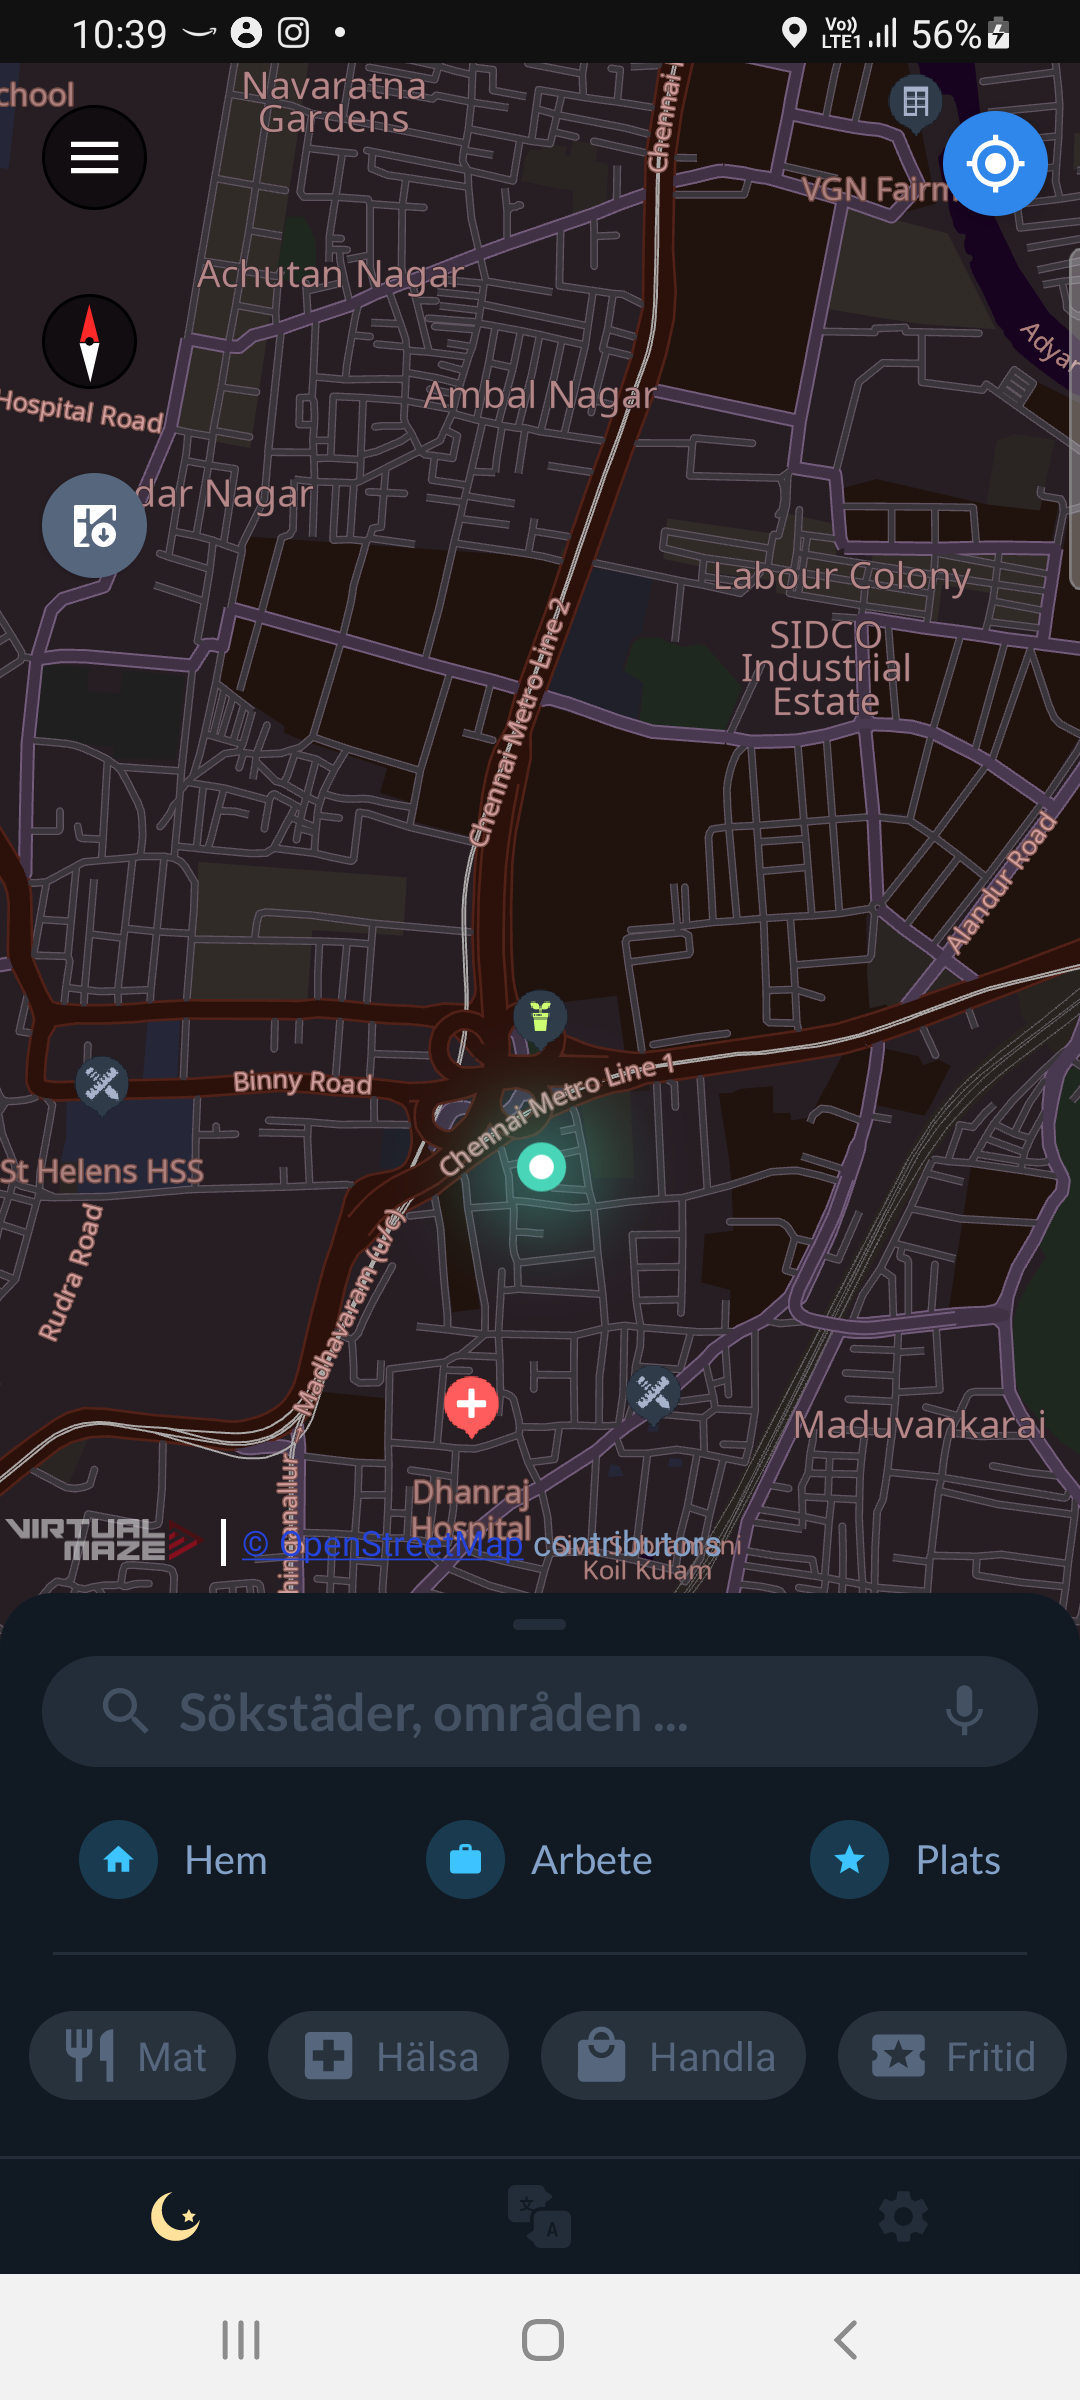 10:39
Vo)) LTE1 56%
chool
Navaratna
Gardens
Chennai
VGN Fairm
Achutan Nagar
Adyar
Ambal Nagar
Hospital Road
dar Nagar
Labour Colony
SIDCO
Industrial
Estate
Chennai Metro Line 2
Alandur Road
Binny Road
Chennai Metro Line 1
St Helens HSS
Rudra Road
Madhavaram (u/c)
Maduvankarai
Dhanraj
Hospital
VIRTUAL
MAZE
© OpenStreetMap contributors
Koil Kulam
Sökstäder, områden ...
Hem
Arbete
Plats
Mat
Hälsa
Handla
Fritid
文
A